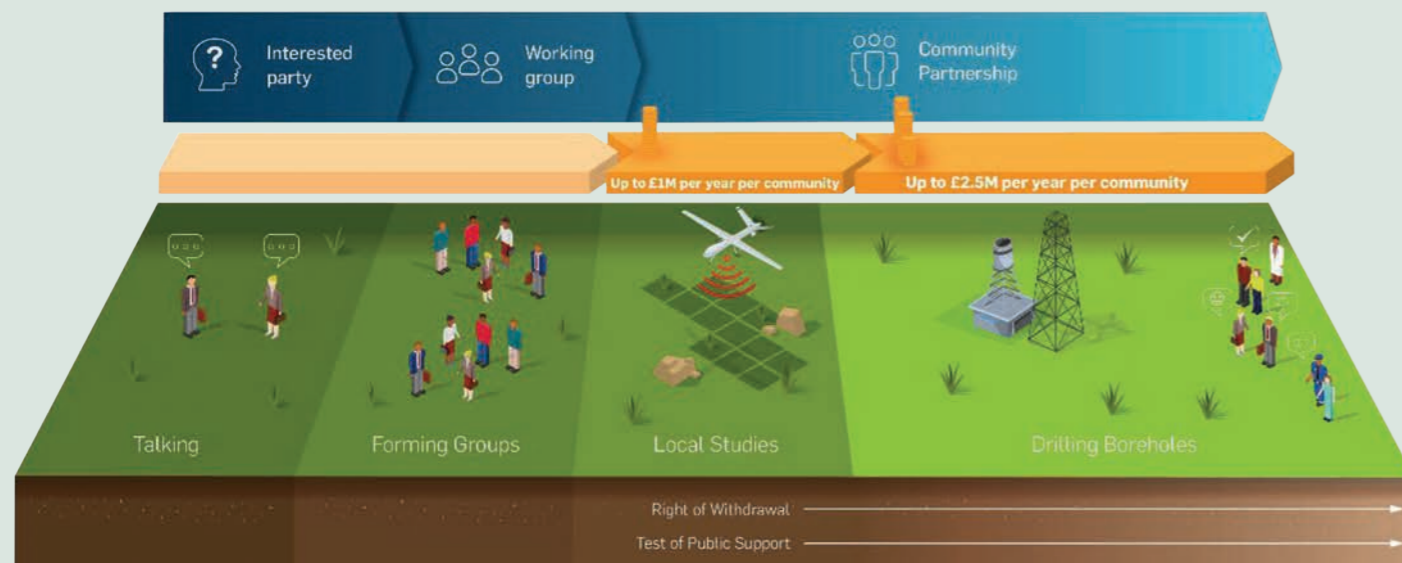 ?
Interested
party
Working
group
Community
Partnership
Up to £1M per year per community
Up to £2.5M per year per community
Talking
Forming Groups
Local Studies
Drilling Boreholes
Right of Withdrawal
Test of Public Support